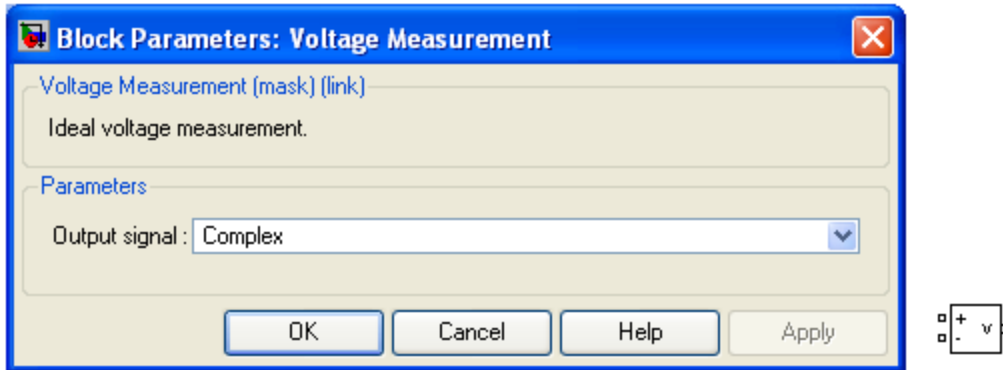 Block Parameters: Voltage Measurement
Voltage Measurement (mask) (link)
Ideal voltage measurement.
Parameters
Output signal : Complex
OK Cancel Help Apply
+ v
-